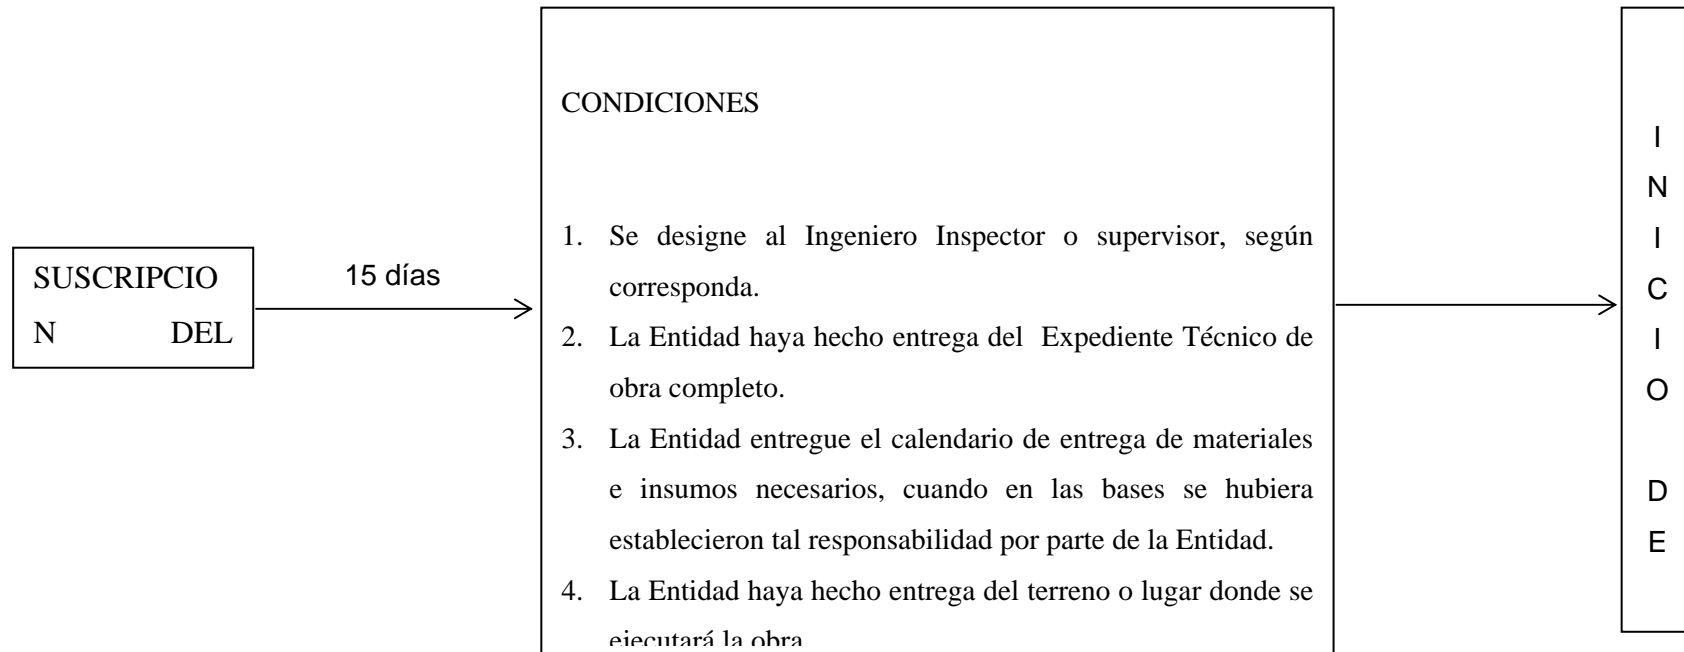 SUSCRIPCIO
N DEL
15 días
CONDICIONES
1. Se designe al Ingeniero Inspector o supervisor, según
corresponda.
2. La Entidad haya hecho entrega del Expediente Técnico de
obra completo.
3. La Entidad entregue el calendario de entrega de materiales
e insumos necesarios, cuando en las bases se hubiera
establecieron tal responsabilidad por parte de la Entidad.
4. La Entidad haya hecho entrega del terreno o lugar donde se
ejecutará la obra
I
N
I
C
I
O
D
E